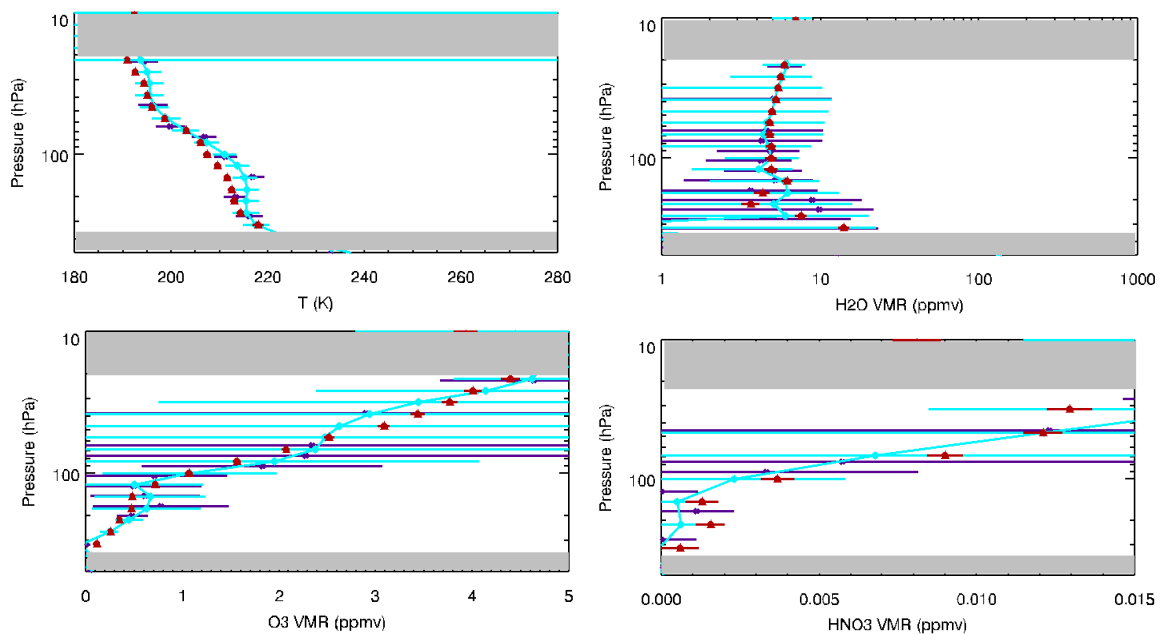 10
100
Pressure (hPa)
180 200 220 240 260 280
T (K)
10
100
Pressure (hPa)
1 10 100 1000
H2O VMR (ppmv)
10
100
Pressure (hPa)
0 1 2 3 4 5
O3 VMR (ppmv)
10
100
Pressure (hPa)
0.000 0.005 0.010 0.015
HNO3 VMR (ppmv)